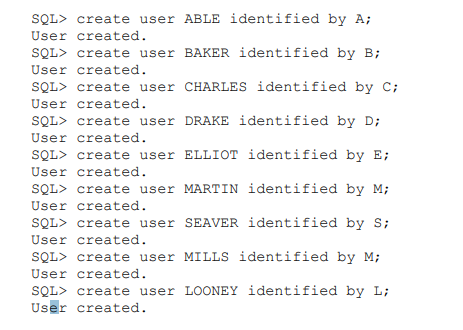 SQL> create user ABLE identified by A;
User created.
SQL> create user BAKER identified by B;
User created.
SQL> create user CHARLES identified by C;
User created.
SQL> create user DRAKE identified by D;
User created.
SQL> create user ELLIOT identified by E;
User created.
SQL> create user MARTIN identified by M;
User created.
SQL> create user SEAVER identified by S;
User created.
SQL> create user MILLS identified by M;
User created.
SQL> create user LOONEY identified by L;
User created.